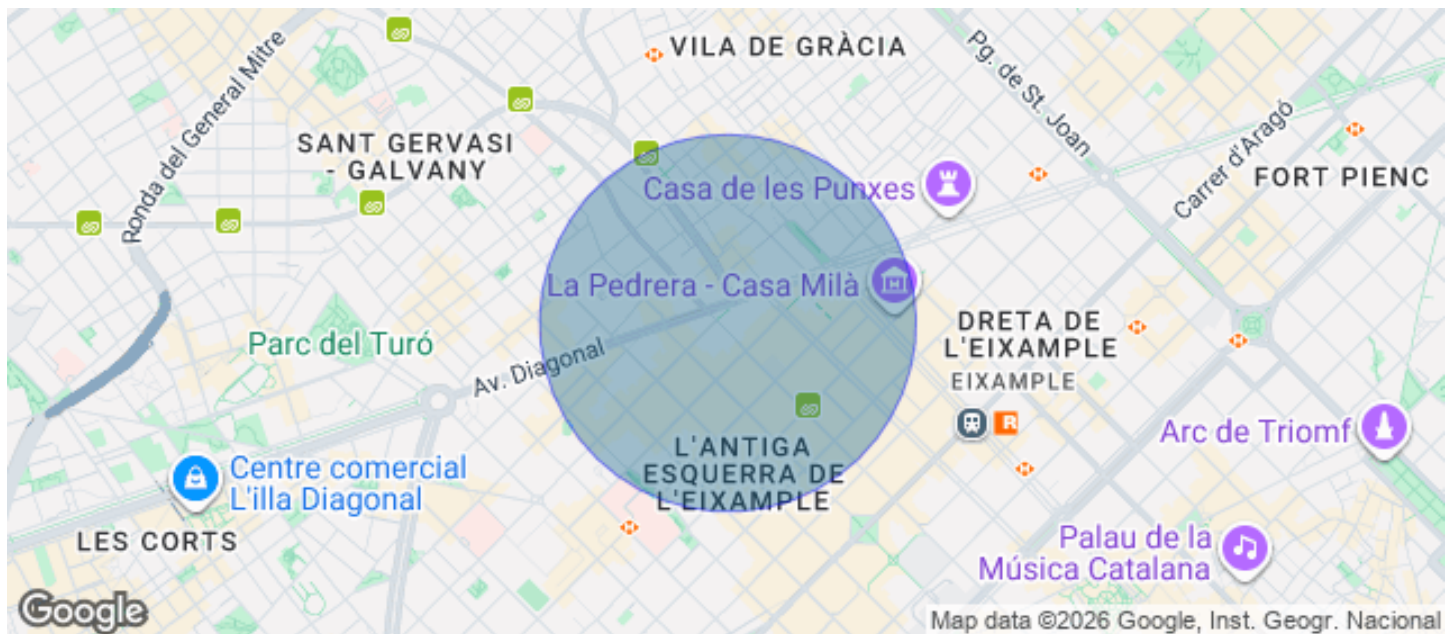 VILA DE GRÀCIA
Pg. de St. Joan
Ronda del General Mitre
SANT GERVASI
- GALVANY
Carrer d'Aragó
FORT PIENC
Casa de les Punxes
La Pedrera - Casa Milà
DRETA DE
L'EIXAMPLE
EIXAMPLE
Parc del Turó
Av. Diagonal
R
Arc de Triomf
L'ANTIGA
ESQUERRA DE
L'EIXAMPLE
Centre comercial
L'illa Diagonal
LES CORTS
Palau de la
Música Catalana
Google
Map data ©2026 Google, Inst. Geogr. Nacional